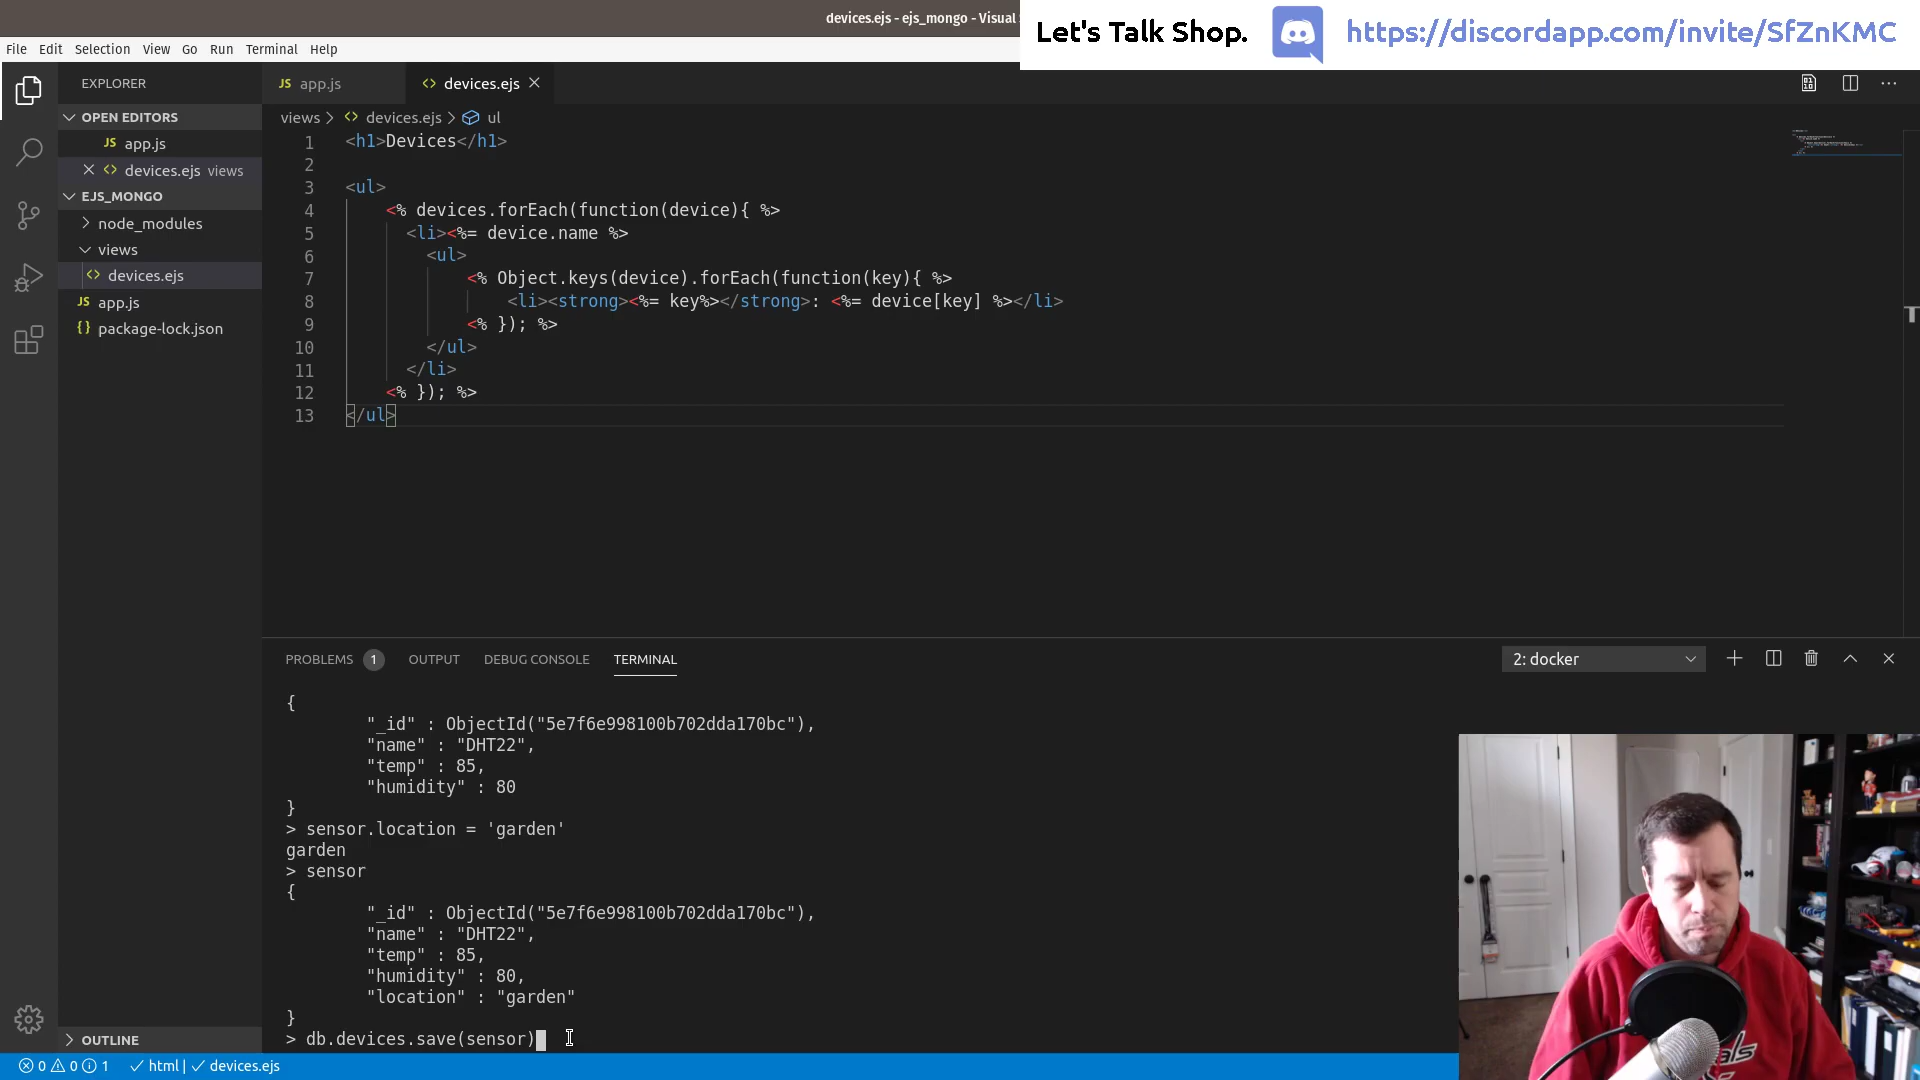 devices.ejs - ejs_mongo - Visual
Let's Talk Shop.
https://discordapp.com/invite/SfZnKMC
File Edit Selection View Go Run Terminal Help
EXPLORER
OPEN EDITORS
app.js
devices.ejs views
EJS_MONGO
node_modules
views
devices.ejs
JS app.js
{} package-lock.json
OUTLINE
JS app.js
<> devices.ejs
views > <> devices.ejs > ul
1 <h1>Devices</h1>
2
3 <ul>
4 <% devices.forEach(function(device){ %>
5 <li><%= device.name %>
6 <ul>
7 <% Object.keys(device).forEach(function(key){ %>
8 <li><strong><%= key%></strong>: <%= device[key] %></li>
9 <% }); %>
10 </ul>
11 </li>
12 <% }); %>
13 </ul>
PROBLEMS 1 OUTPUT DEBUG CONSOLE TERMINAL
2: docker
{
"_id" : ObjectId("5e7f6e998100b702dda170bc"),
"name" : "DHT22",
"temp" : 85,
"humidity" : 80
}
> sensor.location = 'garden'
garden
> sensor
{
"_id" : ObjectId("5e7f6e998100b702dda170bc"),
"name" : "DHT22",
"temp" : 85,
"humidity" : 80,
"location" : "garden"
}
> db.devices.save(sensor)
0 0 1 html | devices.ejs